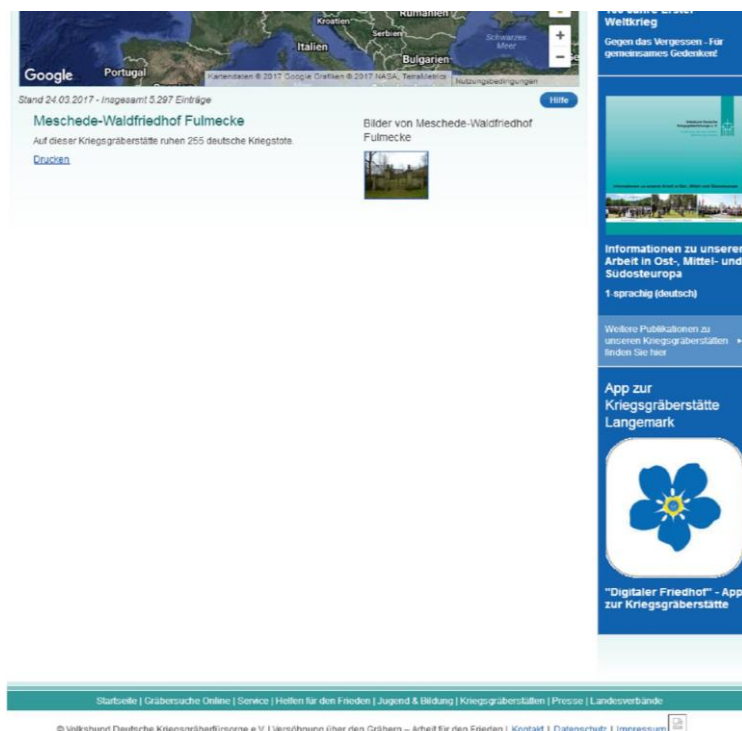 Rumänien
Kroatien
Serbien
Schwarzes
Meer
Italien
Bulgarien
Portugal
Google
Kartendaten © 2017 Google Grafiken © 2017 NASA, TerraMetrics
Nutzungsbedingungen
+
−
Stand 24.03.2017 - Insgesamt 5.297 Einträge
Hilfe
Meschede-Waldfriedhof Fulmecke
Auf dieser Kriegsgräberstätte ruhen 255 deutsche Kriegstote.
Drucken
Bilder von Meschede-Waldfriedhof
Fulmecke
100 Jahre Erster
Weltkrieg
Gegen das Vergessen - Für
gemeinsames Gedenken!
Informationen zu unserer
Arbeit in Ost-, Mittel- und
Südosteuropa
1-sprachig (deutsch)
Weitere Publikationen zu
unseren Kriegsgräberstätten
finden Sie hier
App zur
Kriegsgräberstätte
Langemark
"Digitaler Friedhof" - App
zur Kriegsgräberstätte
Startseite | Gräbersuche Online | Service | Helfen für den Frieden | Jugend & Bildung | Kriegsgräberstätten | Presse | Landesverbände
© Volksbund Deutsche Kriegsgräberfürsorge e.V. | Versöhnung über den Gräbern – Arbeit für den Frieden | Kontakt | Datenschutz | Impressum